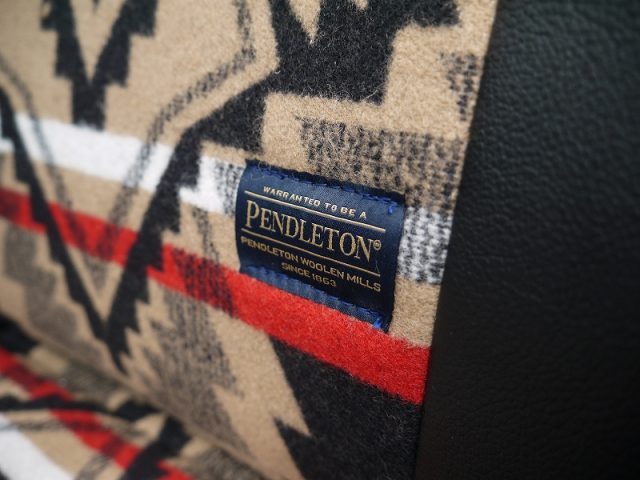 WARRANTED TO BE A
PENDLETON®
PENDLETON WOOLEN MILLS
SINCE 1863